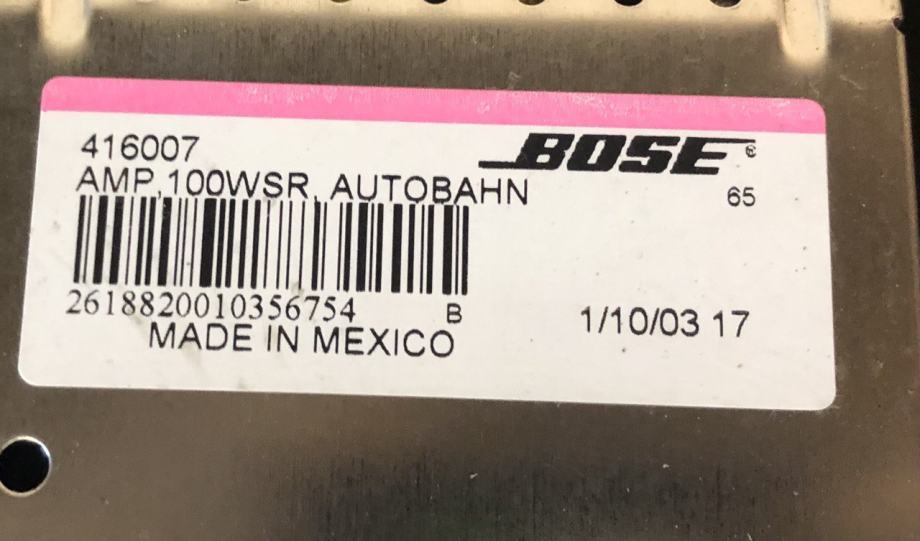 416007
BOSE®
AMP,100WSR, AUTOBAHN
65
2618820010356754 B
1/10/03 17
MADE IN MEXICO